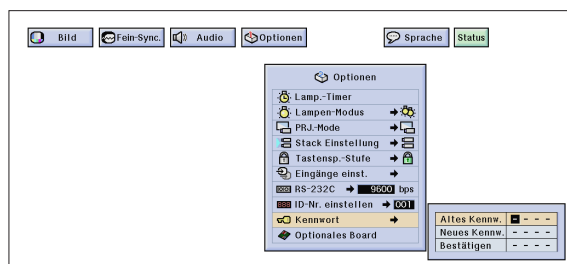 Bild Fein-Sync. Audio Optionen Sprache Status
Optionen
Lamp.-Timer
Lampen-Modus
PRJ.-Mode
Stack Einstellung
Tastensp.-Stufe
Eingänge einst.
RS-232C 9600 bps
ID-Nr. einstellen 001
Kennwort
Optionales Board
Altes Kennw. - - - -
Neues Kennw. - - - -
Bestätigen - - - -